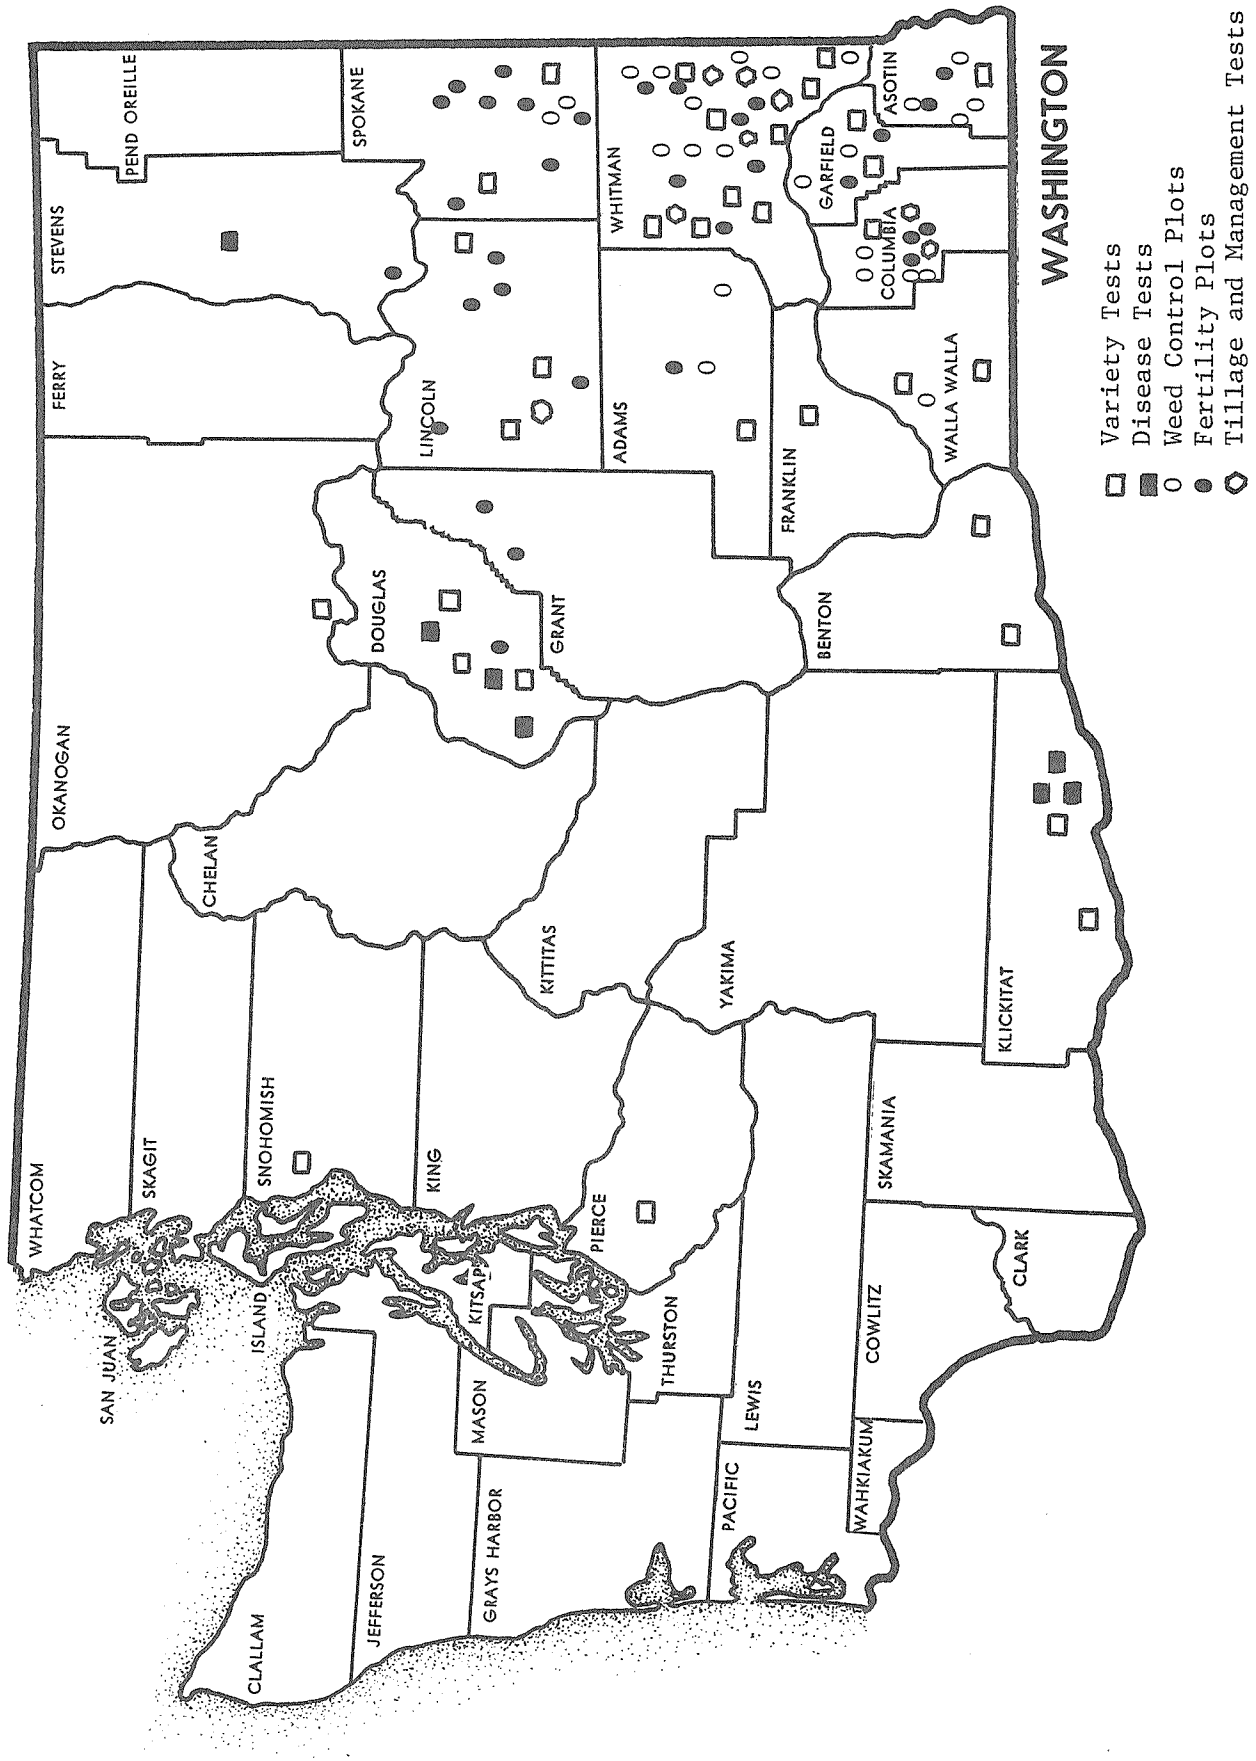 WHATCOM
SAN JUAN
SKAGIT
ISLAND
SNOHOMISH
CLALLAM
JEFFERSON
KITSAP
KING
MASON
GRAYS HARBOR
PIERCE
THURSTON
PACIFIC
LEWIS
WAHKIAKUM
COWLITZ
CLARK
SKAMANIA
OKANOGAN
CHELAN
KITTITAS
YAKIMA
KLICKITAT
DOUGLAS
GRANT
BENTON
FERRY
STEVENS
PEND OREILLE
LINCOLN
SPOKANE
ADAMS
WHITMAN
FRANKLIN
WALLA WALLA
COLUMBIA
GARFIELD
ASOTIN
WASHINGTON
Variety Tests
Disease Tests
Weed Control Plots
Fertility Plots
Tillage and Management Tests